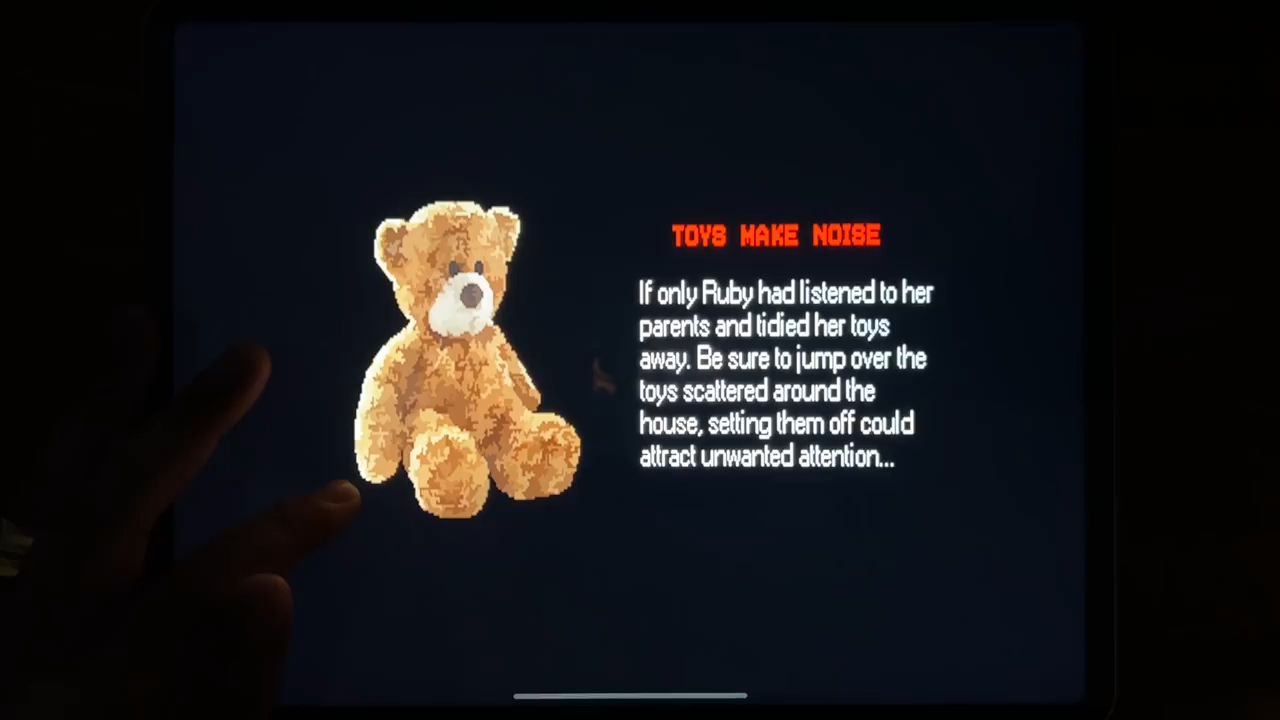 TOYS MAKE NOISE
If only Ruby had listened to her
parents and tidied her toys
away. Be sure to jump over the
toys scattered around the
house, setting them off could
attract unwanted attention...